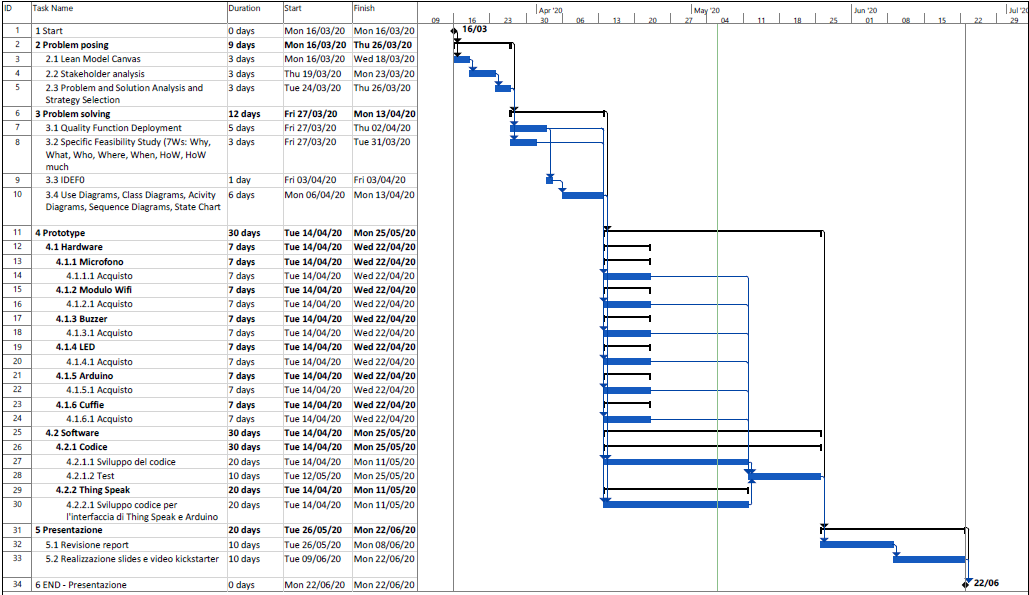 ID Task Name Duration Start Finish Apr '20 May '20 Jun '20 Jul '20
09 16 23 30 06 13 20 27 04 11 18 25 01 08 15 22 29
1 1 Start 0 days Mon 16/03/20 Mon 16/03/20 16/03
2 2 Problem posing 9 days Mon 16/03/20 Thu 26/03/20
3 2.1 Lean Model Canvas 3 days Mon 16/03/20 Wed 18/03/20
4 2.2 Stakeholder analysis 3 days Thu 19/03/20 Mon 23/03/20
5 2.3 Problem and Solution Analysis and 3 days Tue 24/03/20 Thu 26/03/20
Strategy Selection
6 3 Problem solving 12 days Fri 27/03/20 Mon 13/04/20
7 3.1 Quality Function Deployment 5 days Fri 27/03/20 Thu 02/04/20
8 3.2 Specific Feasibility Study (7Ws: Why, 3 days Fri 27/03/20 Tue 31/03/20
What, Who, Where, When, HoW, HoW
much
9 3.3 IDEF0 1 day Fri 03/04/20 Fri 03/04/20
10 3.4 Use Diagrams, Class Diagrams, Acivity 6 days Mon 06/04/20 Mon 13/04/20
Diagrams, Sequence Diagrams, State Chart
11 4 Prototype 30 days Tue 14/04/20 Mon 25/05/20
12 4.1 Hardware 7 days Tue 14/04/20 Wed 22/04/20
13 4.1.1 Microfono 7 days Tue 14/04/20 Wed 22/04/20
14 4.1.1.1 Acquisto 7 days Tue 14/04/20 Wed 22/04/20
15 4.1.2 Modulo Wifi 7 days Tue 14/04/20 Wed 22/04/20
16 4.1.2.1 Acquisto 7 days Tue 14/04/20 Wed 22/04/20
17 4.1.3 Buzzer 7 days Tue 14/04/20 Wed 22/04/20
18 4.1.3.1 Acquisto 7 days Tue 14/04/20 Wed 22/04/20
19 4.1.4 LED 7 days Tue 14/04/20 Wed 22/04/20
20 4.1.4.1 Acquisto 7 days Tue 14/04/20 Wed 22/04/20
21 4.1.5 Arduino 7 days Tue 14/04/20 Wed 22/04/20
22 4.1.5.1 Acquisto 7 days Tue 14/04/20 Wed 22/04/20
23 4.1.6 Cuffie 7 days Tue 14/04/20 Wed 22/04/20
24 4.1.6.1 Acquisto 7 days Tue 14/04/20 Wed 22/04/20
25 4.2 Software 30 days Tue 14/04/20 Mon 25/05/20
26 4.2.1 Codice 30 days Tue 14/04/20 Mon 25/05/20
27 4.2.1.1 Sviluppo del codice 20 days Tue 14/04/20 Mon 11/05/20
28 4.2.1.2 Test 10 days Tue 12/05/20 Mon 25/05/20
29 4.2.2 Thing Speak 20 days Tue 14/04/20 Mon 11/05/20
30 4.2.2.1 Sviluppo codice per 20 days Tue 14/04/20 Mon 11/05/20
l'interfaccia di Thing Speak e Arduino
31 5 Presentazione 20 days Tue 26/05/20 Mon 22/06/20
32 5.1 Revisione report 10 days Tue 26/05/20 Mon 08/06/20
33 5.2 Realizzazione slides e video kickstarter 10 days Tue 09/06/20 Mon 22/06/20
34 6 END - Presentazione 0 days Mon 22/06/20 Mon 22/06/20 22/06